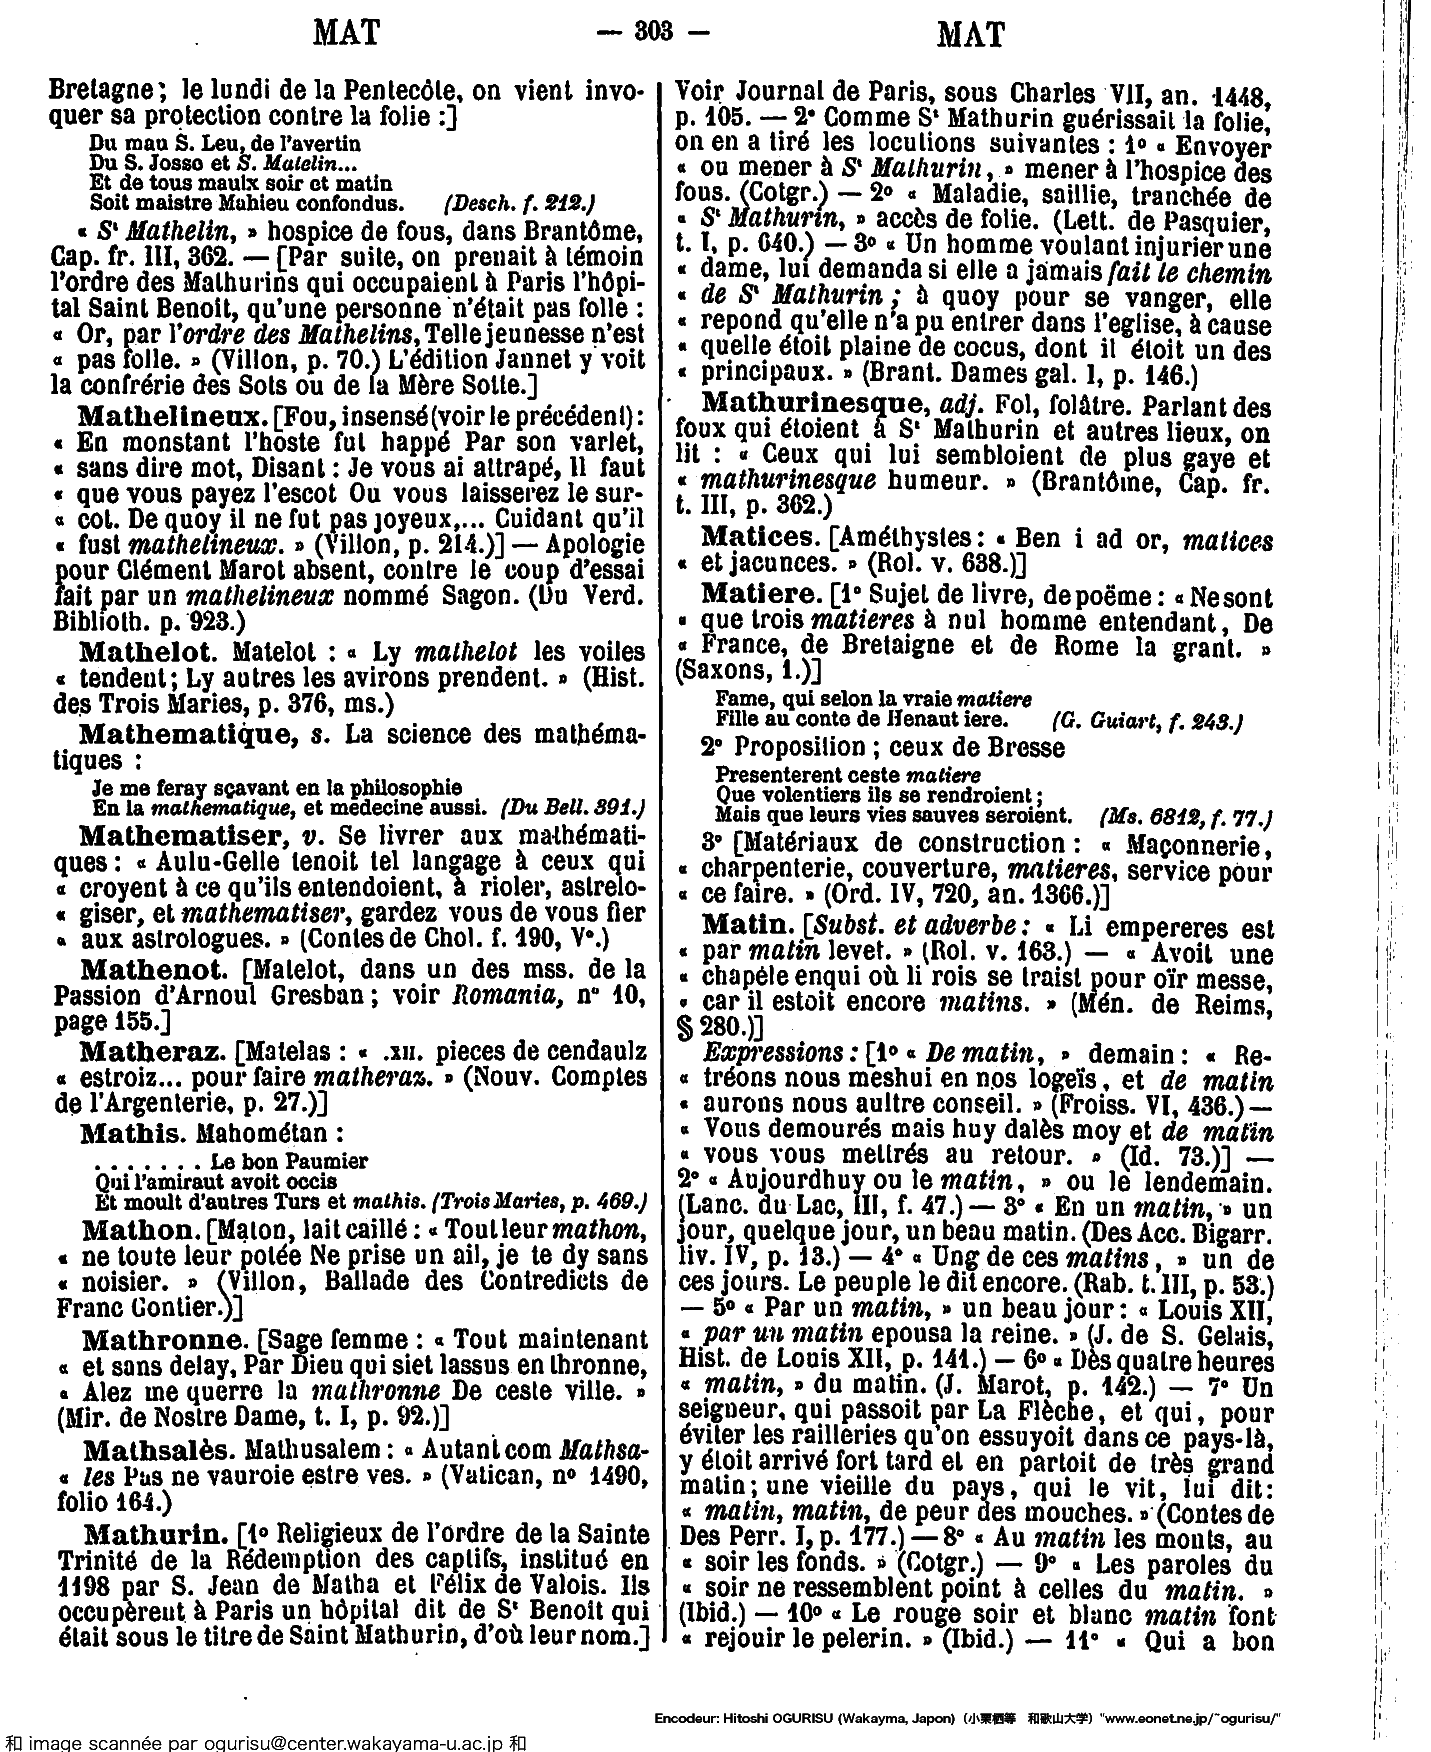 MAT — 303 — MAT
Bretagne; le lundi de la Pentecôte, on vient invo-
quer sa protection contre la folie :]
Du mau S. Leu, de l'avertin
Du S. Josso et S. Matelin...
Et de tous maulx soir et matin
Soit maistre Mahieu confondus. (Desch. f. 212.)
« St Mathelin, » hospice de fous, dans Brantôme,
Cap. fr. III, 362. — [Par suite, on prenait à témoin
l'ordre des Mathurins qui occupaient à Paris l'hôpi-
tal Saint Benoit, qu'une personne n'était pas folle :
« Or, par l'ordre des Mathelins, Telle jeunesse n'est
« pas folle. » (Villon, p. 70.) L'édition Jannet y voit
la confrérie des Sots ou de la Mère Sotte.]
Mathelineux. [Fou, insensé (voir le précédent) :
« En monstant l'hoste fut happé Par son varlet,
« sans dire mot, Disant : Je vous ai attrapé, Il faut
« que vous payez l'escot Ou vous laisserez le sur-
« cot. De quoy il ne fut pas joyeux,... Cuidant qu'il
« fust mathelineux. » (Villon, p. 214.)] — Apologie
pour Clément Marot absent, contre le coup d'essai
fait par un mathelineux nommé Sagon. (Du Verd.
Biblioth. p. 923.)
Mathelot. Matelot : « Ly mathelot les voiles
« tendent; Ly autres les avirons prendent. » (Hist.
des Trois Maries, p. 376, ms.)
Mathematique, s. La science des mathéma-
tiques :
Je me feray sçavant en la philosophie
En la mathematique, et medecine aussi. (Du Bell. 391.)
Mathematiser, v. Se livrer aux mathémati-
ques : « Aulu-Gelle tenoit tel langage à ceux qui
« croyent à ce qu'ils entendoient, à rioler, astrelo-
« giser, et mathematiser, gardez vous de vous fier
« aux astrologues. » (Contes de Chol. f. 190, Vo.)
Mathenot. [Matelot, dans un des mss. de la
Passion d'Arnoul Gresban; voir Romania, no 10,
page 155.]
Matheraz. [Matelas : « .XII. pieces de cendaulz
« estroiz... pour faire matheraz. » (Nouv. Comptes
de l'Argenterie, p. 27.)]
Mathis. Mahométan :
. . . . . . . Le bon Paumier
Qui l'amiraut avoit occis
Et moult d'autres Turs et mathis. (Trois Maries, p. 469.)
Mathon. [Maton, lait caillé : « Tout leur mathon,
« ne toute leur potée Ne prise un ail, je te dy sans
« noisier. » (Villon, Ballade des Contredicts de
Franc Gontier.)]
Mathronne. [Sage femme : « Tout maintenant
« et sans delay, Par Dieu qui siet lassus en thronne,
« Alez me querre la mathronne De ceste ville. »
(Mir. de Nostre Dame, t. I, p. 92.)]
Mathsalès. Mathusalem : « Autant com Mathsa-
« les Pas ne vauroie estre ves. » (Vatican, no 1490,
folio 164.)
Mathurin. [1o Religieux de l'ordre de la Sainte
Trinité de la Rédemption des captifs, institué en
1198 par S. Jean de Matha et Félix de Valois. Ils
occupèrent à Paris un hôpital dit de St Benoit qui
était sous le titre de Saint Mathurin, d'où leur nom.]
Voir Journal de Paris, sous Charles VII, an. 1448,
p. 105. — 2o Comme St Mathurin guérissait la folie,
on en a tiré les locutions suivantes : 1o « Envoyer
« ou mener à St Mathurin, » mener à l'hospice des
fous. (Cotgr.) — 2o « Maladie, saillie, tranchée de
« St Mathurin, » accès de folie. (Lett. de Pasquier,
t. I, p. 640.) — 3o « Un homme voulant injurier une
« dame, lui demanda si elle a jamais fait le chemin
« de St Mathurin; à quoy pour se vanger, elle
« repond qu'elle n'a pu entrer dans l'eglise, à cause
« quelle étoit plaine de cocus, dont il étoit un des
« principaux. » (Brant. Dames gal. I, p. 146.)
Mathurinesque, adj. Fol, folâtre. Parlant des
foux qui étoient à St Mathurin et autres lieux, on
lit : « Ceux qui lui sembloient de plus gaye et
« mathurinesque humeur. » (Brantôme, Cap. fr.
t. III, p. 362.)
Matices. [Améthystes : « Ben i ad or, matices
« et jacunces. » (Rol. v. 638.)]
Matiere. [1o Sujet de livre, de poëme : « Ne sont
« que trois matieres à nul homme entendant, De
« France, de Bretaigne et de Rome la grant. »
(Saxons, 1.)]
Fame, qui selon la vraie matiere
Fille au conte de Henaut iere. (G. Guiart, f. 243.)
2o Proposition; ceux de Bresse
Presenterent ceste matiere
Que volentiers ils se rendroient;
Mais que leurs vies sauves seroient. (Ms. 6812, f. 77.)
3o [Matériaux de construction : « Maçonnerie,
« charpenterie, couverture, matieres, service pour
« ce faire. » (Ord. IV, 720, an. 1366.)]
Matin. [Subst. et adverbe : « Li empereres est
« par matin levet. » (Rol. v. 163.) — « Avoit une
« chapéle enqui où li rois se traist pour oïr messe,
« car il estoit encore matins. » (Mén. de Reims,
§ 280.)]
Expressions : [1o « De matin, » demain : « Re-
« tréons nous meshui en nos logeïs, et de matin
« aurons nous aultre conseil. » (Froiss. VI, 436.) —
« Vous demourés mais huy dalès moy et de matin
« vous vous mettrés au retour. » (Id. 73.)] —
2o « Aujourdhuy ou le matin, » ou le lendemain.
(Lanc. du Lac, III, f. 47.) — 3o « En un matin, » un
jour, quelque jour, un beau matin. (Des Acc. Bigarr.
liv. IV, p. 13.) — 4o « Ung de ces matins, » un de
ces jours. Le peuple le dit encore. (Rab. t. III, p. 53.)
— 5o « Par un matin, » un beau jour : « Louis XII,
« par un matin epousa la reine. » (J. de S. Gelais,
Hist. de Louis XII, p. 141.) — 6o « Dès quatre heures
« matin, » du matin. (J. Marot, p. 142.) — 7o Un
seigneur, qui passoit par La Flèche, et qui, pour
éviter les railleries qu'on essuyoit dans ce pays-là,
y étoit arrivé fort tard et en partoit de très grand
matin; une vieille du pays, qui le vit, lui dit:
« matin, matin, de peur des mouches. » (Contes de
Des Perr. I, p. 177.) — 8o « Au matin les monts, au
« soir les fonds. » (Cotgr.) — 9o « Les paroles du
« soir ne ressemblent point à celles du matin. »
(Ibid.) — 10o « Le rouge soir et blanc matin font
« rejouir le pelerin. » (Ibid.) — 11o « Qui a bon
Encodeur: Hitoshi OGURISU (Wakayma, Japon) (小栗栖等 和歌山大学) "www.eonet.ne.jp/~ogurisu/"
和 image scannée par ogurisu@center.wakayama-u.ac.jp 和